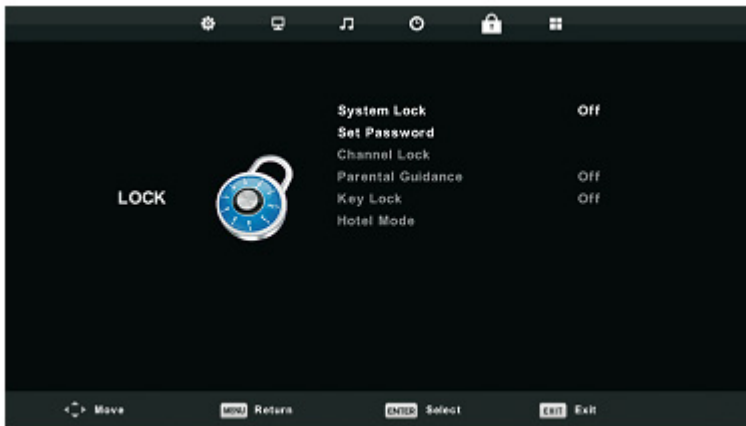 System Lock Off
Set Password
Channel Lock
Parental Guidance Off
LOCK
Key Lock Off
Hotel Mode
Move MENU Return ENTER Select EXIT Exit